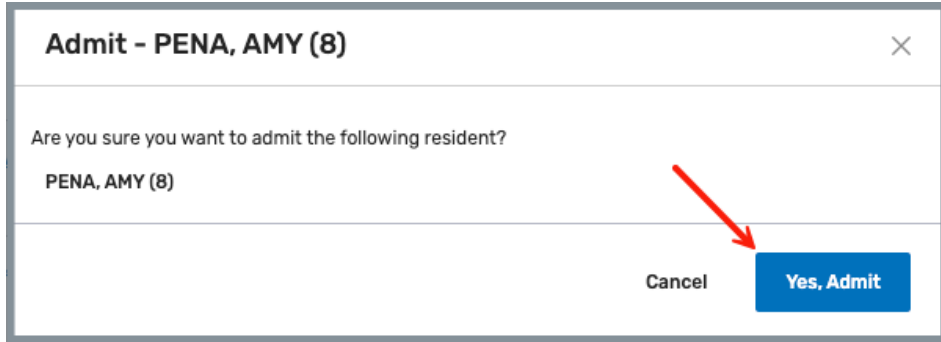 Admit - PENA, AMY (8)
Are you sure you want to admit the following resident?
PENA, AMY (8)
Cancel
Yes, Admit